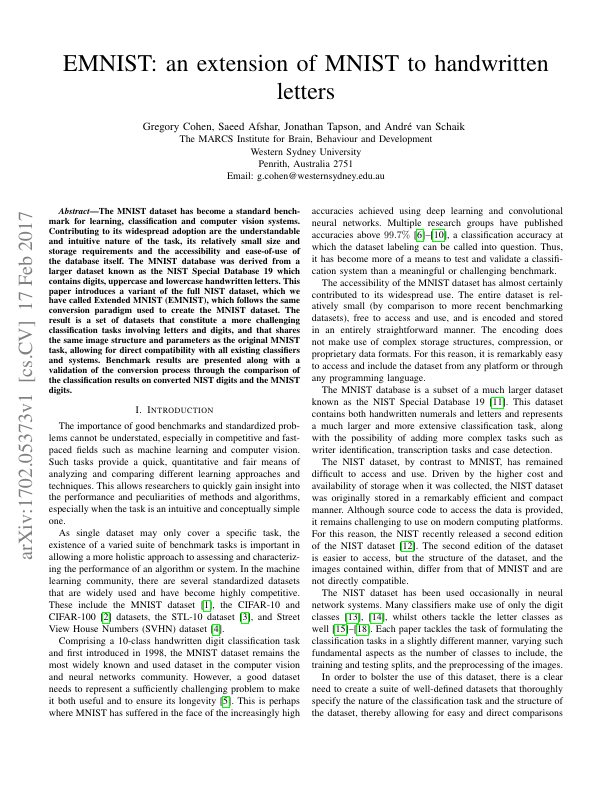 EMNIST: an extension of MNIST to handwritten
letters
Gregory Cohen, Saeed Afshar, Jonathan Tapson, and André van Schaik
The MARCS Institute for Brain, Behaviour and Development
Western Sydney University
Penrith, Australia 2751
Email: g.cohen@westernsydney.edu.au
arXiv:1702.05373v1 [cs.CV] 17 Feb 2017
Abstract—The MNIST dataset has become a standard bench-
mark for learning, classification and computer vision systems.
Contributing to its widespread adoption are the understandable
and intuitive nature of the task, its relatively small size and
storage requirements and the accessibility and ease-of-use of
the database itself. The MNIST database was derived from a
larger dataset known as the NIST Special Database 19 which
contains digits, uppercase and lowercase handwritten letters. This
paper introduces a variant of the full NIST dataset, which we
have called Extended MNIST (EMNIST), which follows the same
conversion paradigm used to create the MNIST dataset. The
result is a set of datasets that constitute a more challenging
classification tasks involving letters and digits, and that shares
the same image structure and parameters as the original MNIST
task, allowing for direct compatibility with all existing classifiers
and systems. Benchmark results are presented along with a
validation of the conversion process through the comparison of
the classification results on converted NIST digits and the MNIST
digits.
I. INTRODUCTION
The importance of good benchmarks and standardized prob-
lems cannot be understated, especially in competitive and fast-
paced fields such as machine learning and computer vision.
Such tasks provide a quick, quantitative and fair means of
analyzing and comparing different learning approaches and
techniques. This allows researchers to quickly gain insight into
the performance and peculiarities of methods and algorithms,
especially when the task is an intuitive and conceptually simple
one.
As single dataset may only cover a specific task, the
existence of a varied suite of benchmark tasks is important in
allowing a more holistic approach to assessing and characteriz-
ing the performance of an algorithm or system. In the machine
learning community, there are several standardized datasets
that are widely used and have become highly competitive.
These include the MNIST dataset [1], the CIFAR-10 and
CIFAR-100 [2] datasets, the STL-10 dataset [3], and Street
View House Numbers (SVHN) dataset [4].
Comprising a 10-class handwritten digit classification task
and first introduced in 1998, the MNIST dataset remains the
most widely known and used dataset in the computer vision
and neural networks community. However, a good dataset
needs to represent a sufficiently challenging problem to make
it both useful and to ensure its longevity [5]. This is perhaps
where MNIST has suffered in the face of the increasingly high
accuracies achieved using deep learning and convolutional
neural networks. Multiple research groups have published
accuracies above 99.7% [6]–[10], a classification accuracy at
which the dataset labeling can be called into question. Thus,
it has become more of a means to test and validate a classifi-
cation system than a meaningful or challenging benchmark.
The accessibility of the MNIST dataset has almost certainly
contributed to its widespread use. The entire dataset is rel-
atively small (by comparison to more recent benchmarking
datasets), free to access and use, and is encoded and stored
in an entirely straightforward manner. The encoding does
not make use of complex storage structures, compression, or
proprietary data formats. For this reason, it is remarkably easy
to access and include the dataset from any platform or through
any programming language.
The MNIST database is a subset of a much larger dataset
known as the NIST Special Database 19 [11]. This dataset
contains both handwritten numerals and letters and represents
a much larger and more extensive classification task, along
with the possibility of adding more complex tasks such as
writer identification, transcription tasks and case detection.
The NIST dataset, by contrast to MNIST, has remained
difficult to access and use. Driven by the higher cost and
availability of storage when it was collected, the NIST dataset
was originally stored in a remarkably efficient and compact
manner. Although source code to access the data is provided,
it remains challenging to use on modern computing platforms.
For this reason, the NIST recently released a second edition
of the NIST dataset [12]. The second edition of the dataset
is easier to access, but the structure of the dataset, and the
images contained within, differ from that of MNIST and are
not directly compatible.
The NIST dataset has been used occasionally in neural
network systems. Many classifiers make use of only the digit
classes [13], [14], whilst others tackle the letter classes as
well [15]–[18]. Each paper tackles the task of formulating the
classification tasks in a slightly different manner, varying such
fundamental aspects as the number of classes to include, the
training and testing splits, and the preprocessing of the images.
In order to bolster the use of this dataset, there is a clear
need to create a suite of well-defined datasets that thoroughly
specify the nature of the classification task and the structure of
the dataset, thereby allowing for easy and direct comparisons